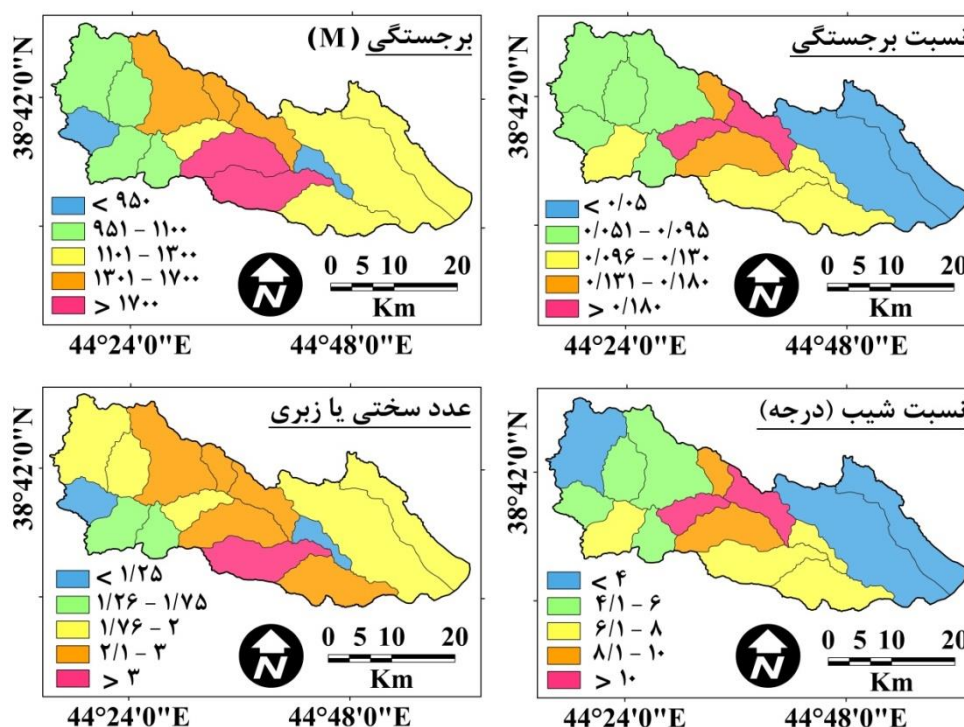 برجستگی (M)
38°42'0"N
< ۹۵۰
۹۵۱ - ۱۱۰۰
۱۱۰۱ - ۱۳۰۰
۱۳۰۱ - ۱۷۰۰
> ۱۷۰۰
N
0 5 10 20
Km
44°24'0"E 44°48'0"E
نسبت برجستگی
38°42'0"N
< ۰/۰۵
۰/۰۵۱ - ۰/۰۹۵
۰/۰۹۶ - ۰/۱۳۰
۰/۱۳۱ - ۰/۱۸۰
> ۰/۱۸۰
N
0 5 10 20
Km
44°24'0"E 44°48'0"E
عدد سختی یا زبری
38°42'0"N
< ۱/۲۵
۱/۲۶ - ۱/۷۵
۱/۷۶ - ۲
۲/۱ - ۳
> ۳
N
0 5 10 20
Km
44°24'0"E 44°48'0"E
نسبت شیب (درجه)
38°42'0"N
< ۴
۴/۱ - ۶
۶/۱ - ۸
۸/۱ - ۱۰
> ۱۰
N
0 5 10 20
Km
44°24'0"E 44°48'0"E